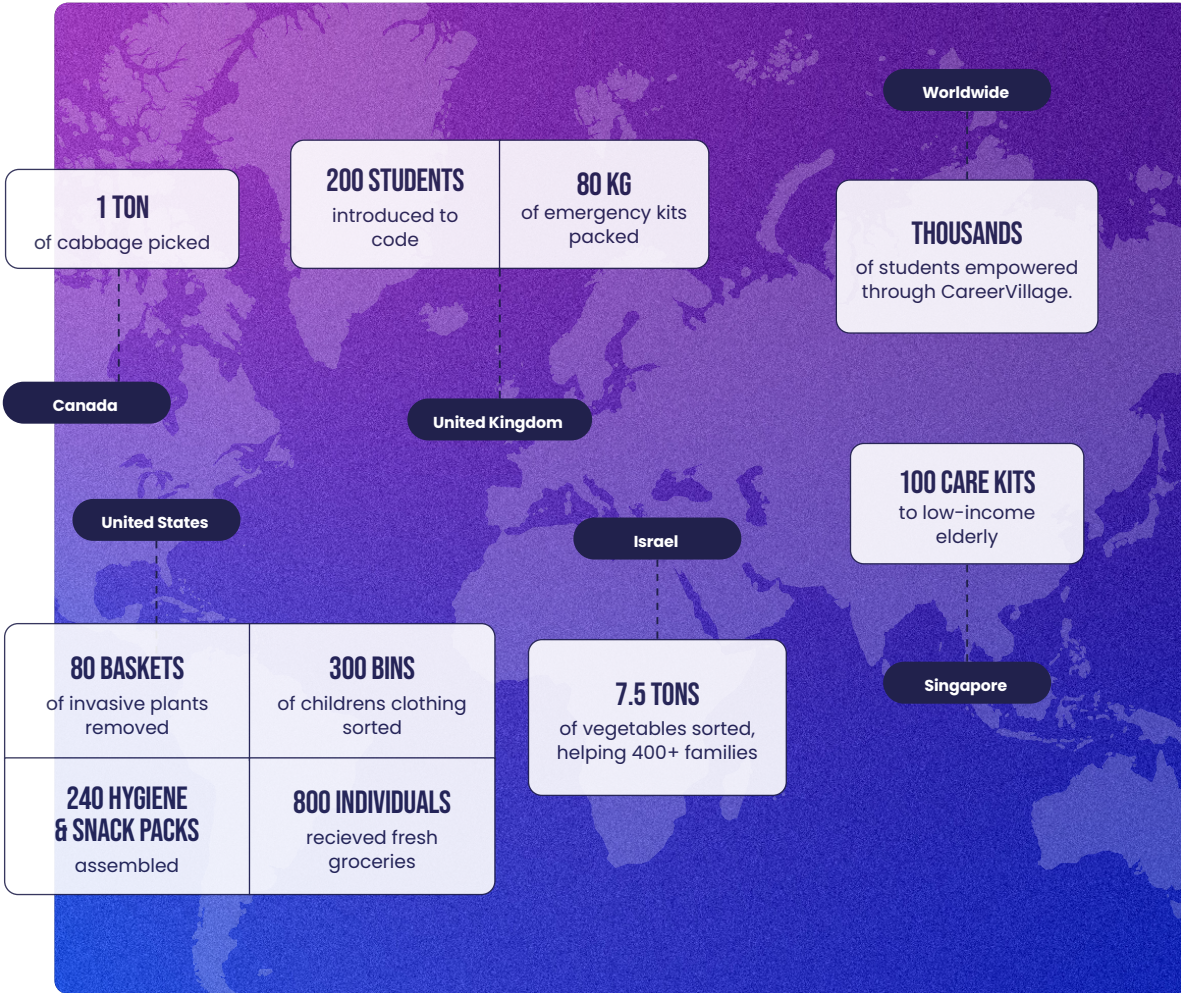 Worldwide
THOUSANDS
of students empowered
through CareerVillage.
1 TON
of cabbage picked
Canada
200 STUDENTS
introduced to
code
80 KG
of emergency kits
packed
United Kingdom
100 CARE KITS
to low-income
elderly
Singapore
United States
80 BASKETS
of invasive plants
removed
300 BINS
of childrens clothing
sorted
240 HYGIENE
& SNACK PACKS
assembled
800 INDIVIDUALS
recieved fresh
groceries
Israel
7.5 TONS
of vegetables sorted,
helping 400+ families